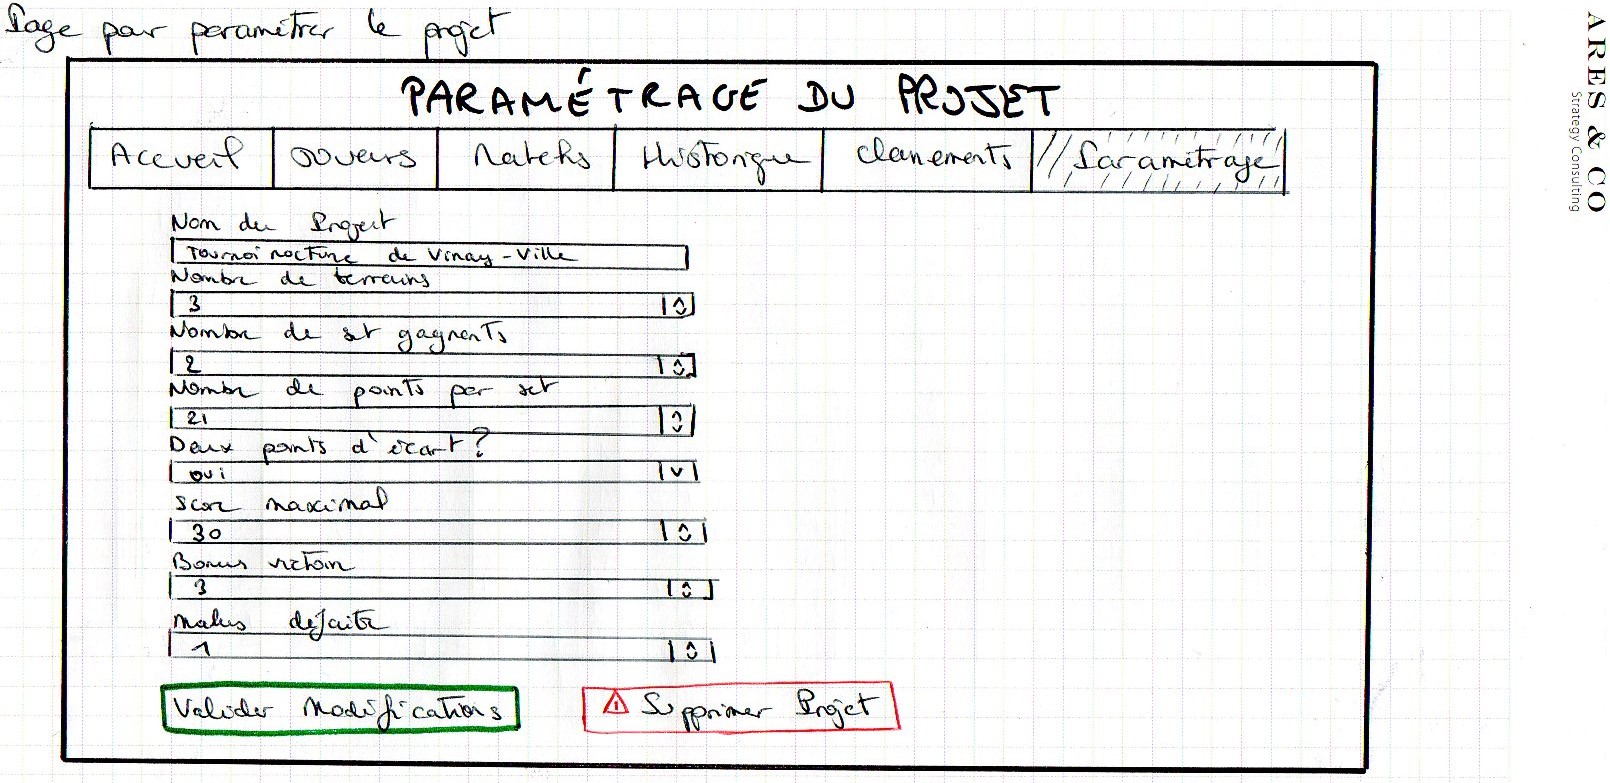 Page pour paramétrer le projet
PARAMÉTRAGE DU PROJET
Accueil Joueurs Matchs Historique Classements Paramétrage
Nom du Project
Tournoi nocturne de Vinay-Ville
Nombre de terrains
3
Nombre de set gagnants
2
Nombre de points par set
21
Deux points d'écart ?
oui
Score maximal
30
Bonus victoire
3
Malus défaite
1
Valider Modifications
Supprimer Projet
ARES & CO
Strategy Consulting